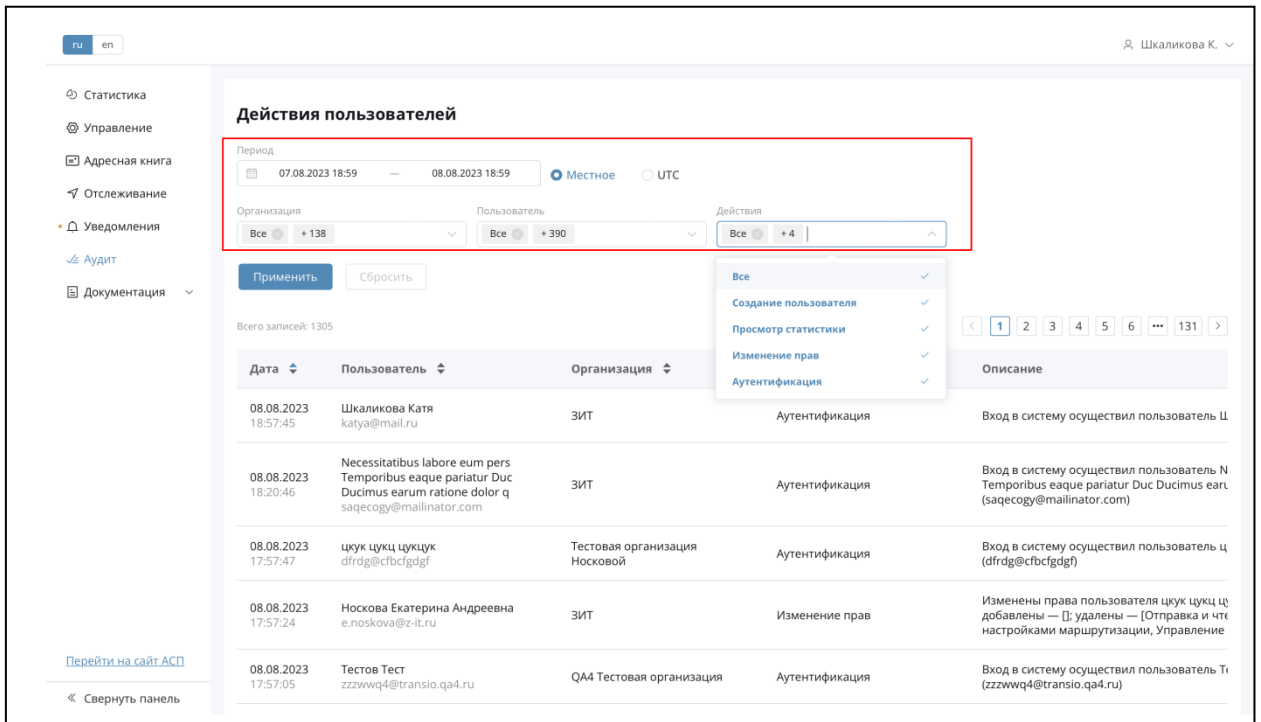 ru en
Шкаликова К.
Статистика
Управление
Адресная книга
Отслеживание
Уведомления
Аудит
Документация
Перейти на сайт АСП
Свернуть панель
Действия пользователей
Период
07.08.2023 18:59 — 08.08.2023 18:59 Местное UTC
Организация Пользователь Действия
Все + 138 Все + 390 Все + 4
Применить Сбросить
Все
Создание пользователя
Просмотр статистики
Изменение прав
Аутентификация
Всего записей: 1305
1 2 3 4 5 6 ••• 131
Дата Пользователь Организация Описание
08.08.2023
18:57:45
Шкаликова Катя
katya@mail.ru
ЗИТ
Аутентификация
Вход в систему осуществил пользователь Ш
08.08.2023
18:20:46
Necessitatibus labore eum pers
Temporibus eaque pariatur Duc
Ducimus earum ratione dolor q
saqecogy@mailinator.com
ЗИТ
Аутентификация
Вход в систему осуществил пользователь N
Temporibus eaque pariatur Duc Ducimus earu
(saqecogy@mailinator.com)
08.08.2023
17:57:47
цкук цукц цукцук
dfrdg@cfbcfgdgf
Тестовая организация
Носковой
Аутентификация
Вход в систему осуществил пользователь ц
(dfrdg@cfbcfgdgf)
08.08.2023
17:57:24
Носкова Екатерина Андреевна
e.noskova@z-it.ru
ЗИТ
Изменение прав
Изменены права пользователя цкук цукц цу
добавлены — []; удалены — [Отправка и чте
настройками маршрутизации, Управление
08.08.2023
17:57:05
Тестов Тест
zzzwwq4@transio.qa4.ru
QA4 Тестовая организация
Аутентификация
Вход в систему осуществил пользователь Те
(zzzwwq4@transio.qa4.ru)